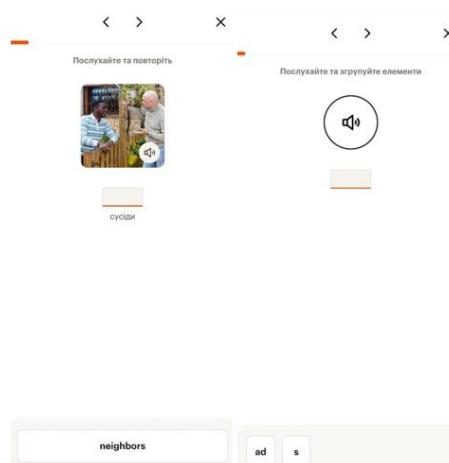 Послухайте та повторіть
сусіди
neighbors
Послухайте та згрупуйте елементи
ad
s